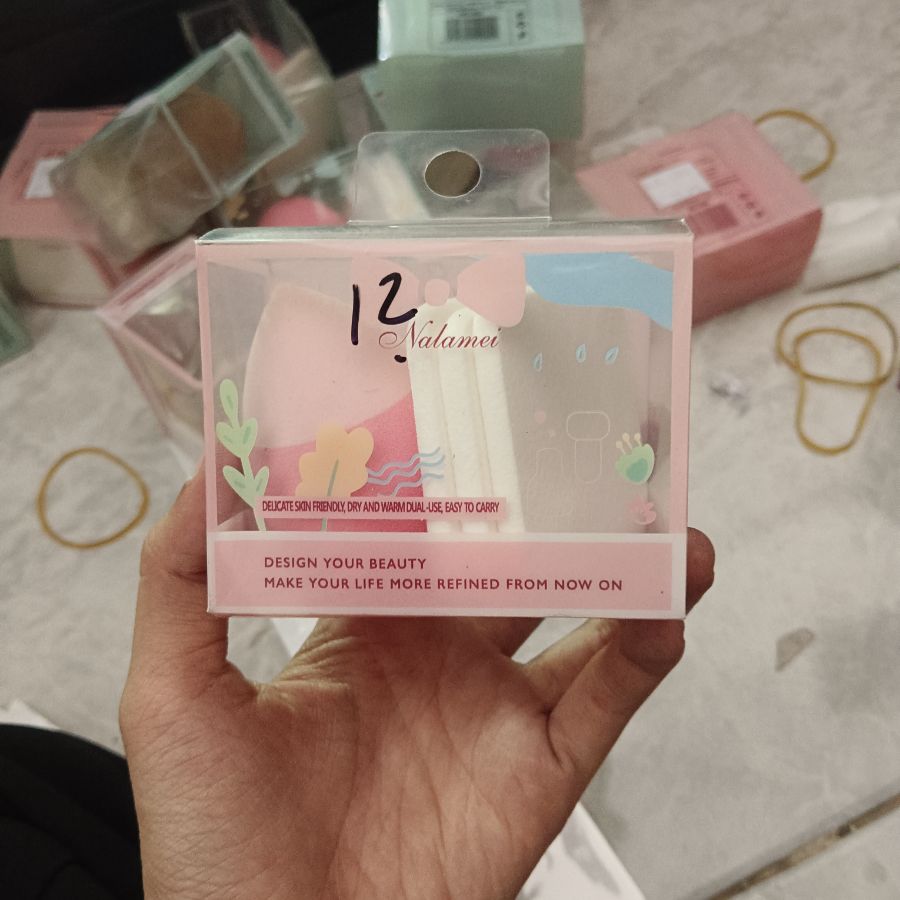 12
Nalamei
DELICATE SKIN FRIENDLY, DRY AND WARM DUAL-USE, EASY TO CARRY
DESIGN YOUR BEAUTY
MAKE YOUR LIFE MORE REFINED FROM NOW ON